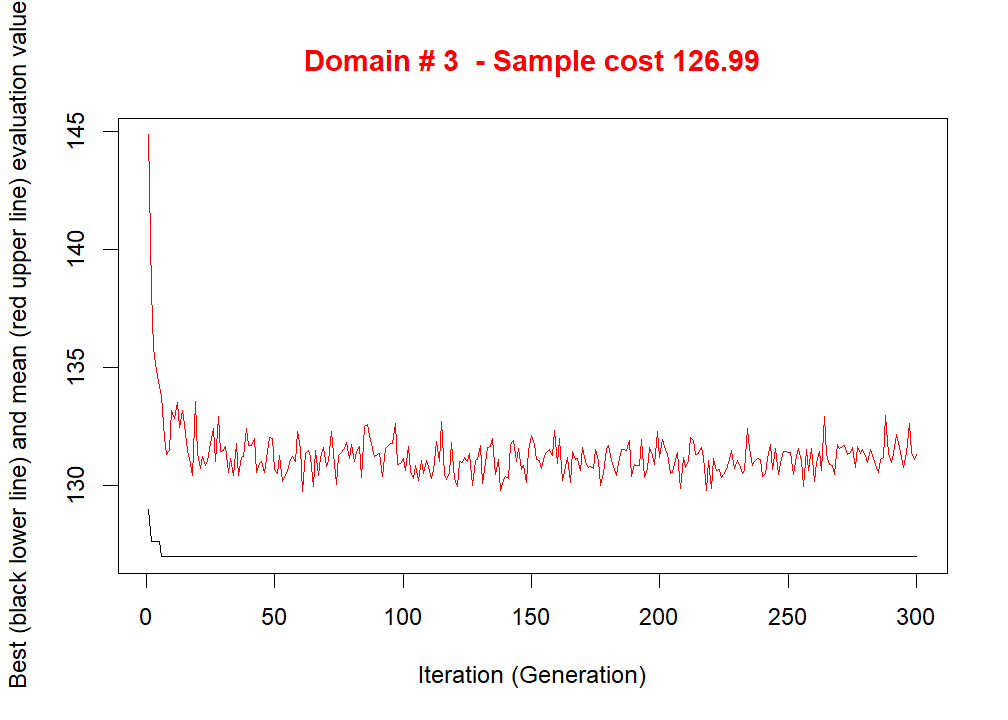 Domain # 3  - Sample cost 126.99
Best (black lower line) and mean (red upper line) evaluation value
145
140
135
130
0 50 100 150 200 250 300
Iteration (Generation)